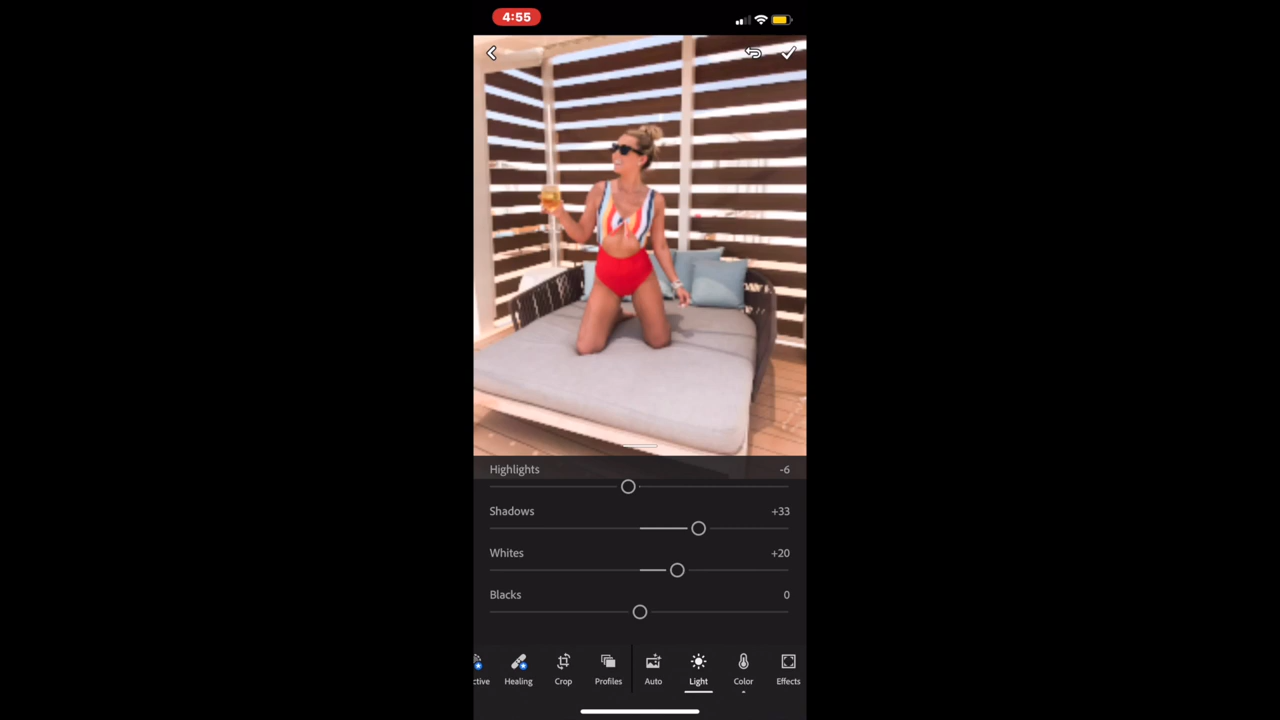 4:55
Highlights -6
Shadows +33
Whites +20
Blacks 0
ctive Healing Crop Profiles Auto Light Color Effects